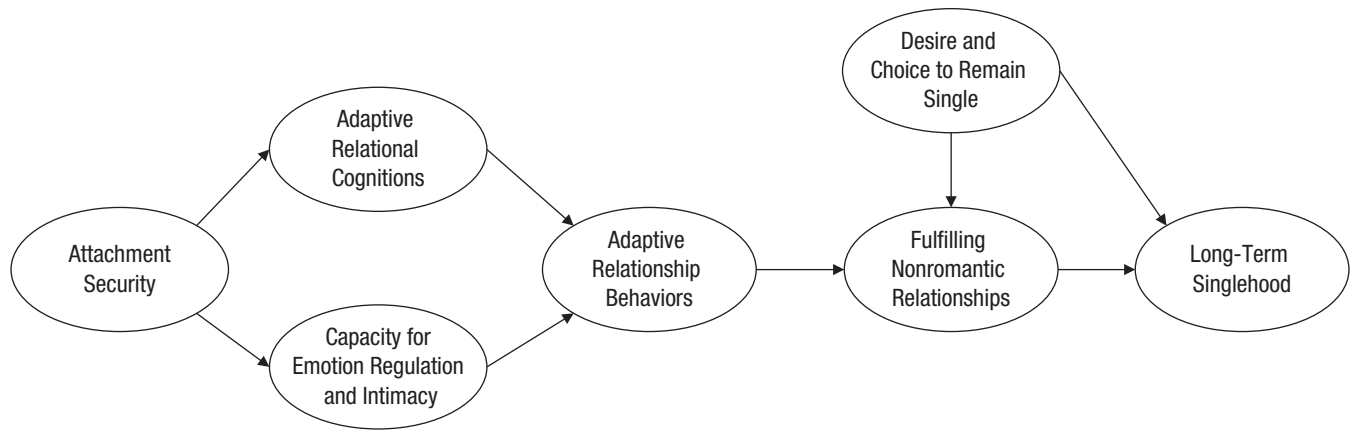 Desire and
Choice to Remain
Single
Adaptive
Relational
Cognitions
Attachment
Security
Adaptive
Relationship
Behaviors
Fulfilling
Nonromantic
Relationships
Long-Term
Singlehood
Capacity for
Emotion Regulation
and Intimacy